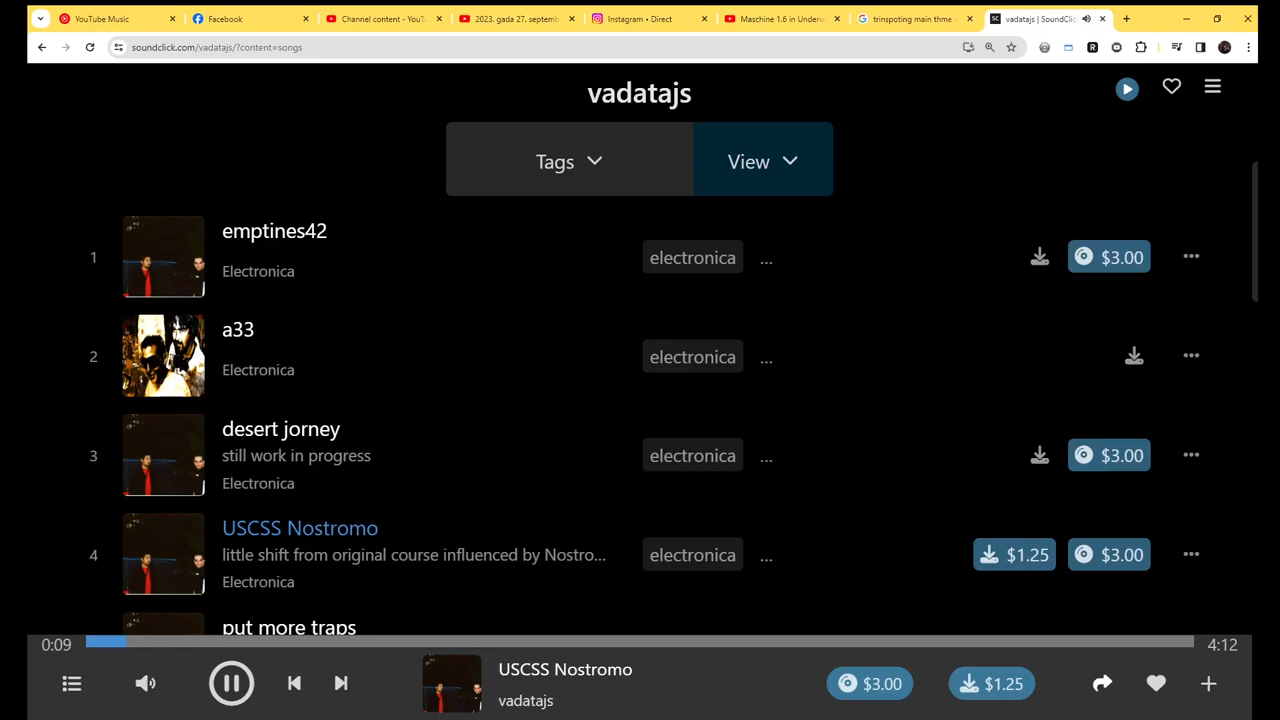 YouTube Music
Facebook
Channel content - YouT
2023. gada 27. septemb
Instagram • Direct
Maschine 1.6 in Underw
trinspoting main thme -
vadatajs | SoundClic
soundclick.com/vadatajs/?content=songs
vadatajs
Tags
View
1
emptines42
Electronica
electronica
...
$3.00
2
a33
Electronica
electronica
...
3
desert jorney
still work in progress
Electronica
electronica
...
$3.00
4
USCSS Nostromo
little shift from original course influenced by Nostro...
Electronica
electronica
...
$1.25
$3.00
put more traps
0:09
4:12
USCSS Nostromo
vadatajs
$3.00
$1.25